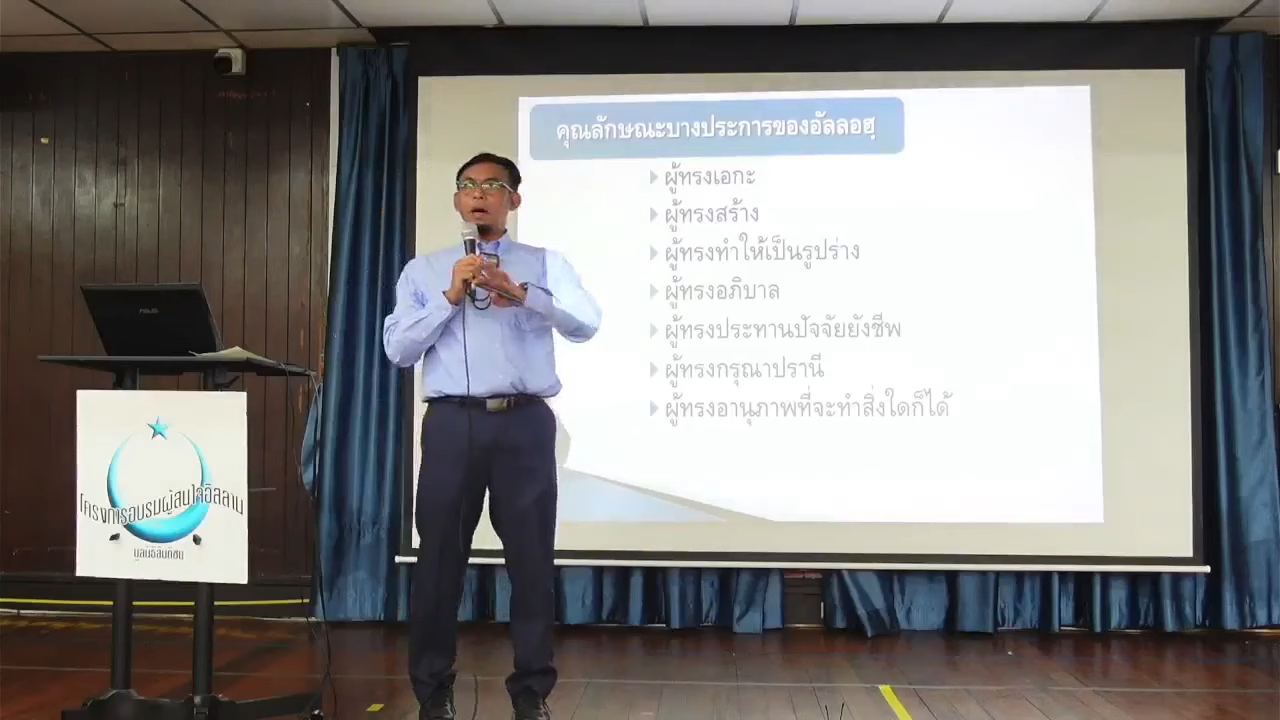 คุณลักษณะบางประการของอัลลอฮฺ
ผู้ทรงเอกะ
ผู้ทรงสร้าง
ผู้ทรงทำให้เป็นรูปร่าง
ผู้ทรงอภิบาล
ผู้ทรงประทานปัจจัยยังชีพ
ผู้ทรงกรุณาปรานี
ผู้ทรงอานุภาพที่จะทำสิ่งใดก็ได้
ASUS
โครงการอบรมผู้สนใจอิสลาม
มูลนิธิสันติชน